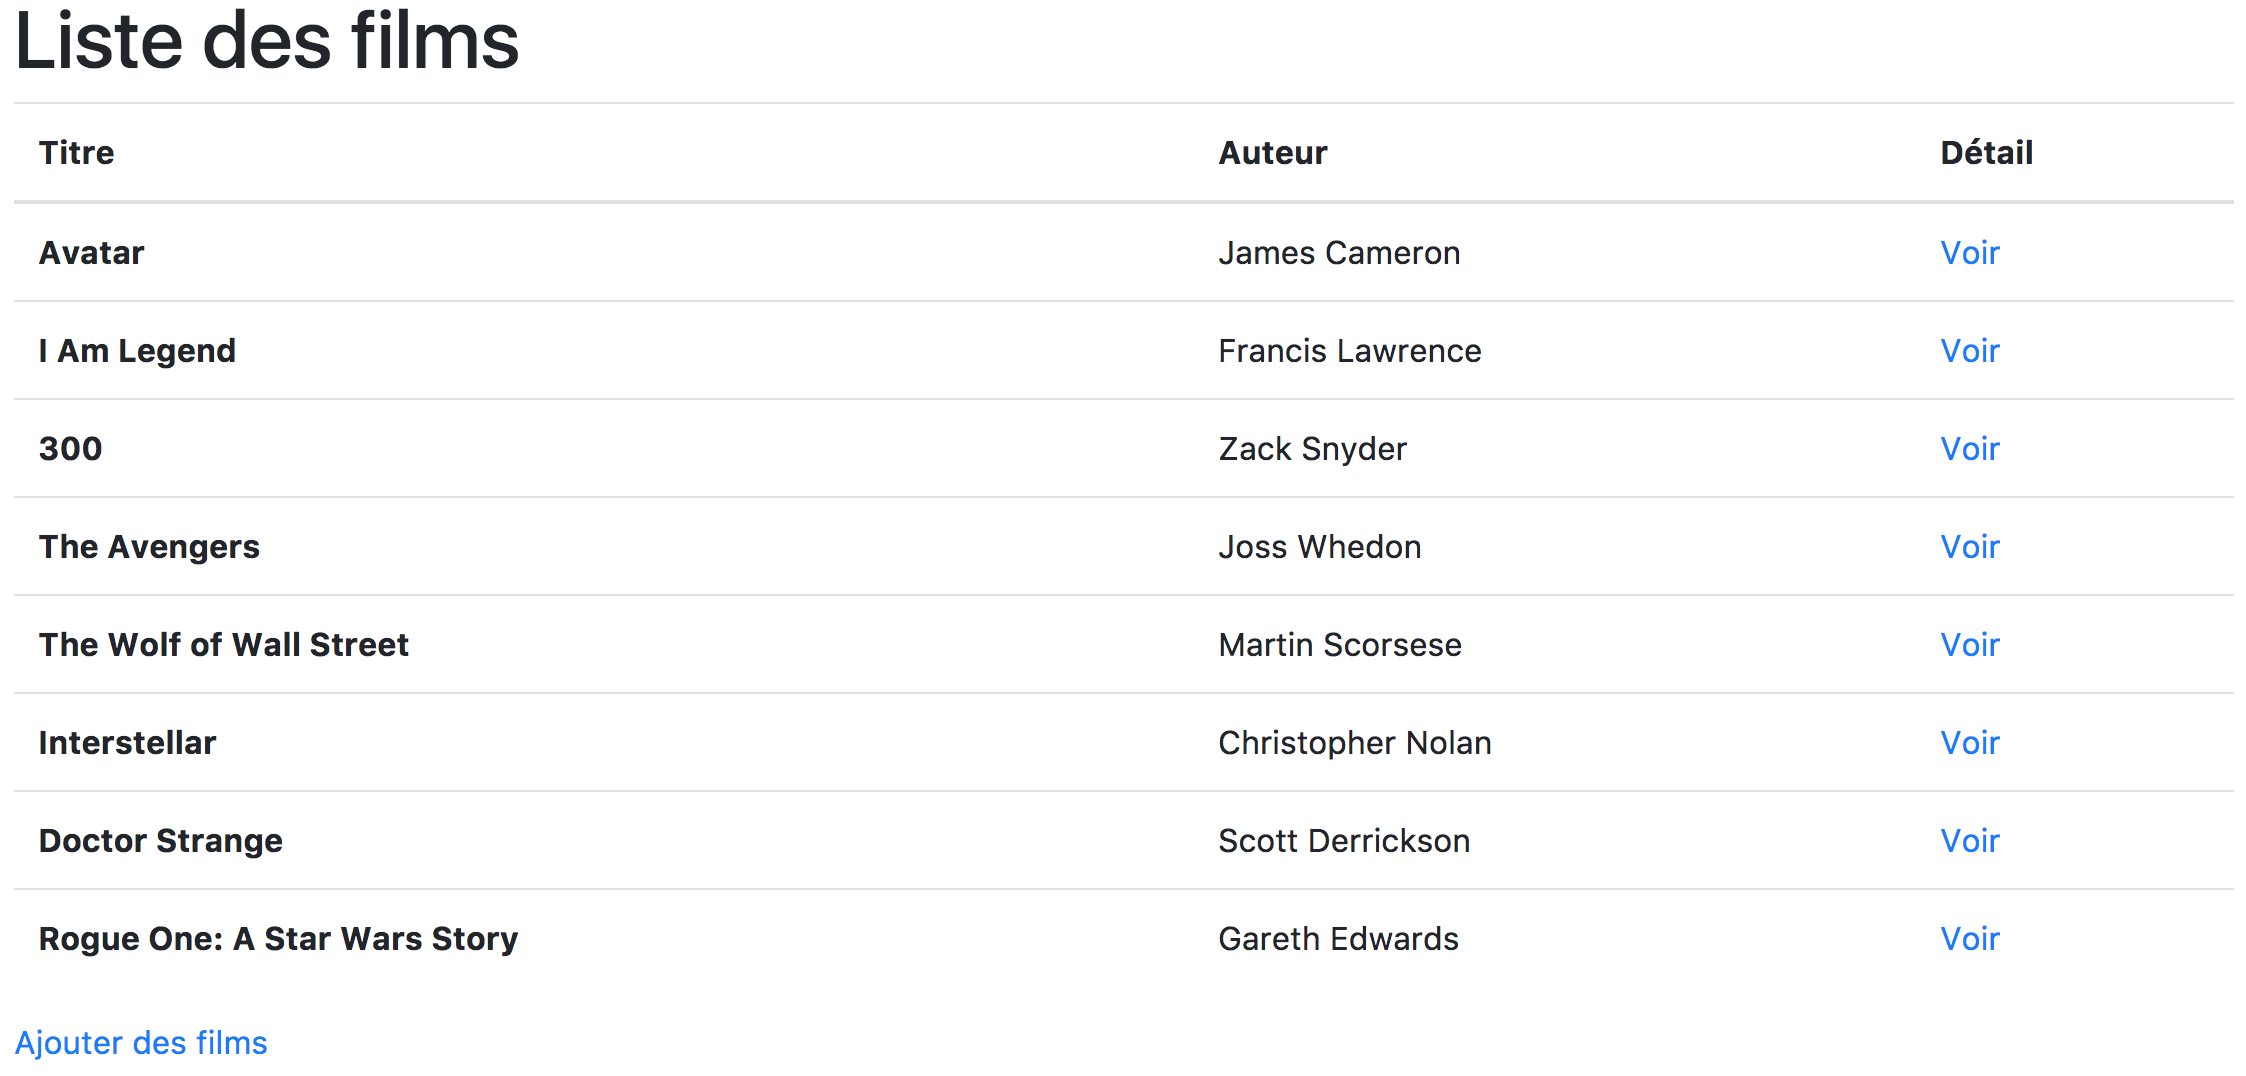 Liste des films
Titre Auteur Détail
Avatar James Cameron Voir
I Am Legend Francis Lawrence Voir
300 Zack Snyder Voir
The Avengers Joss Whedon Voir
The Wolf of Wall Street Martin Scorsese Voir
Interstellar Christopher Nolan Voir
Doctor Strange Scott Derrickson Voir
Rogue One: A Star Wars Story Gareth Edwards Voir
Ajouter des films